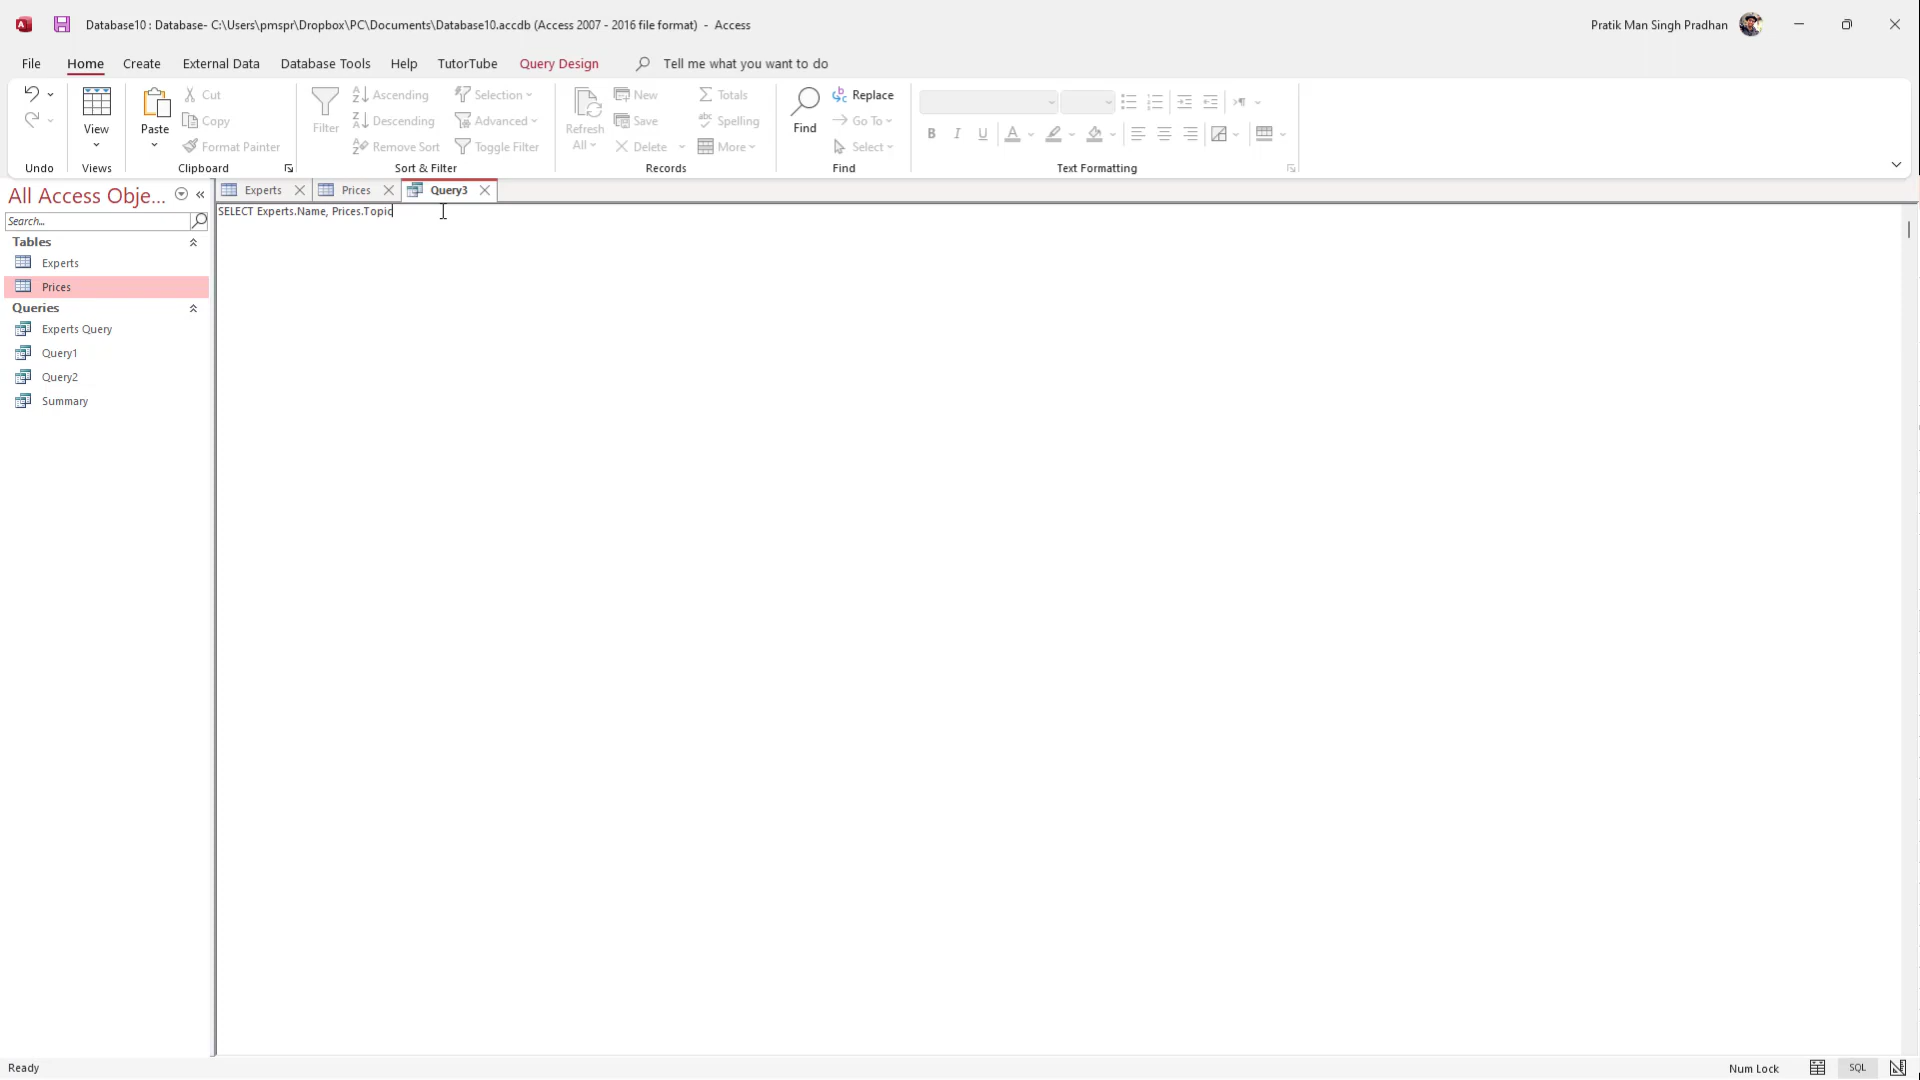 Database10 : Database- C:\Users\pmspr\Dropbox\PC\Documents\Database10.accdb (Access 2007 - 2016 file format) - Access
Pratik Man Singh Pradhan
File Home Create External Data Database Tools Help TutorTube Query Design Tell me what you want to do
Undo
View
Views
Paste
Cut
Copy
Format Painter
Clipboard
Filter
Ascending
Descending
Remove Sort
Selection
Advanced
Toggle Filter
Sort & Filter
Refresh
All
New
Save
Delete
Totals
Spelling
More
Records
Find
Replace
Go To
Select
Find
B I U A
Text Formatting
All Access Obje...
Search...
Tables
Experts
Prices
Queries
Experts Query
Query1
Query2
Summary
Experts Prices Query3
SELECT Experts.Name, Prices.Topic
Ready
Num Lock
SQL